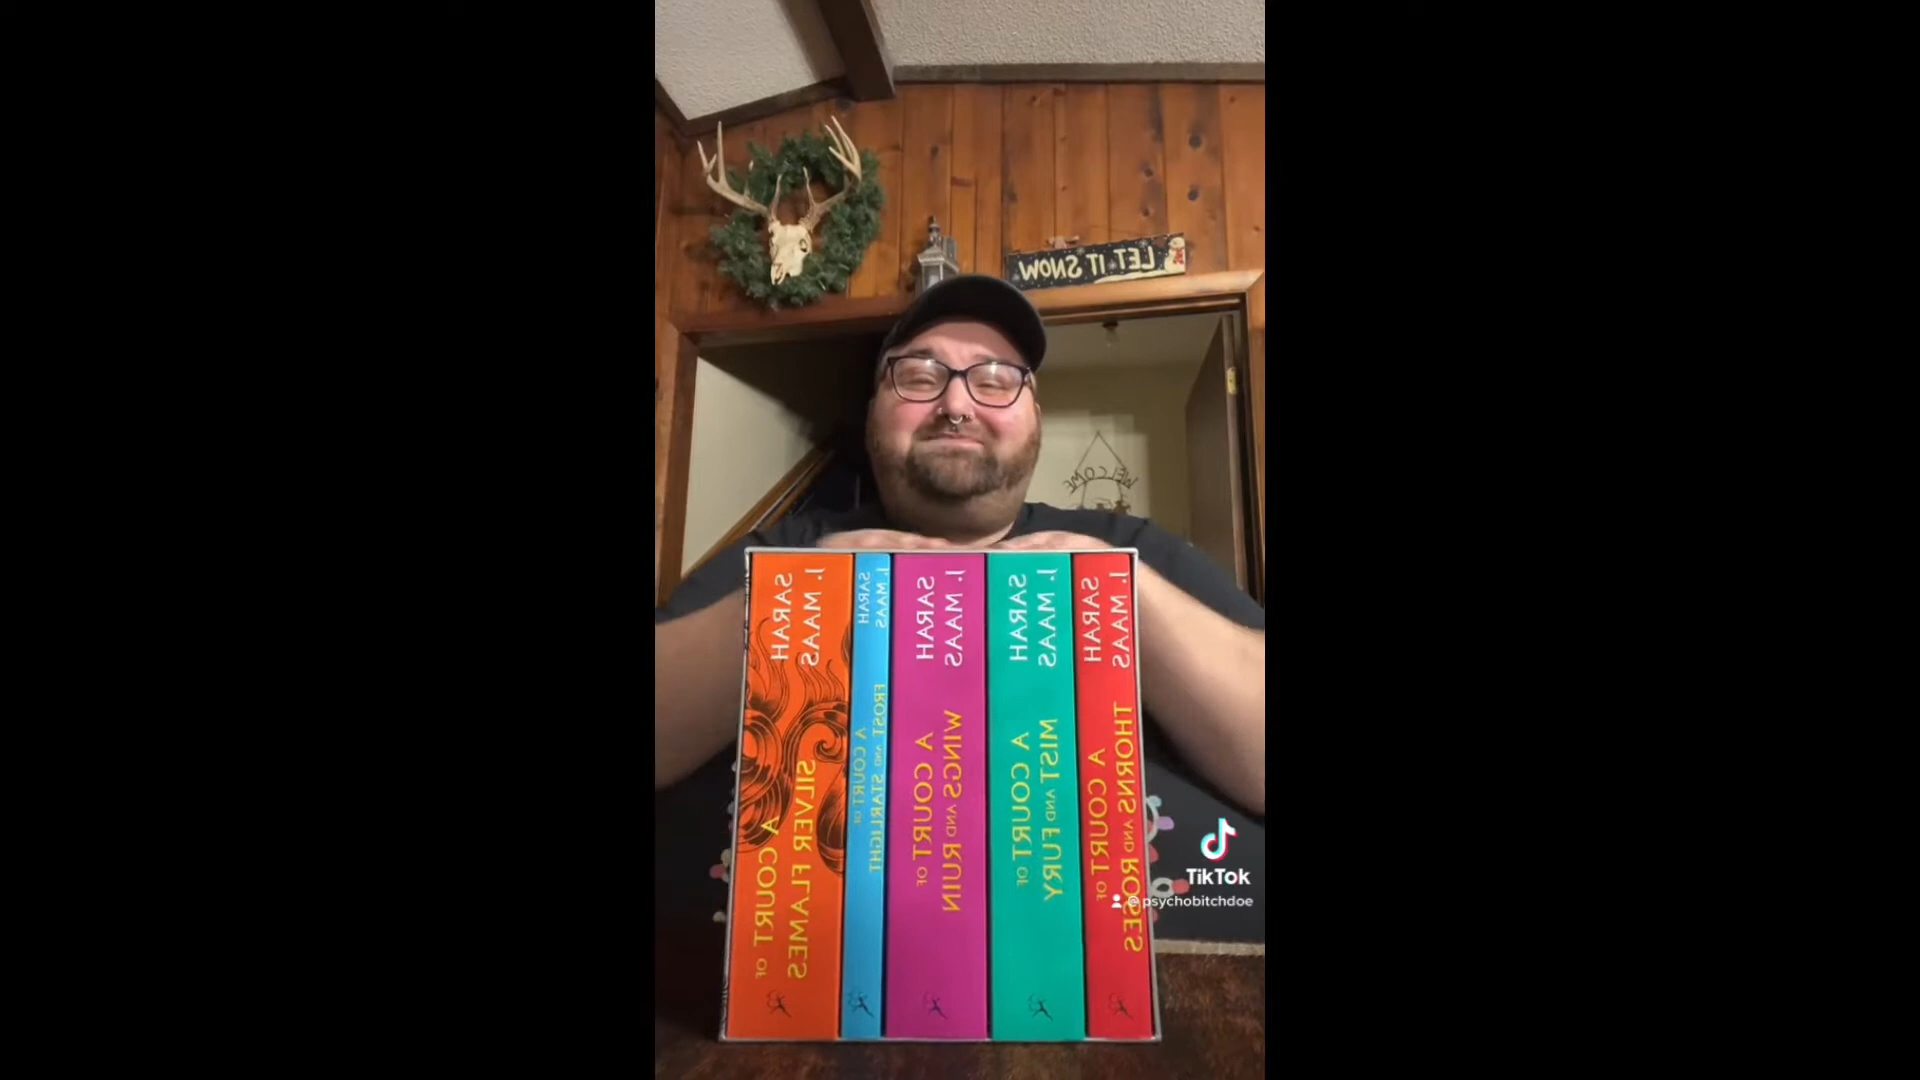 LET IT SNOW
WELCOME
SARAH
J. MAAS
A COURT OF
SILVER FLAMES
SARAH
J. MAAS
A COURT OF
FROST AND STARLIGHT
SARAH
J. MAAS
A COURT OF
WINGS AND RUIN
SARAH
J. MAAS
A COURT OF
MIST AND FURY
SARAH
J. MAAS
A COURT OF
THORNS AND ROSES
TikTok
@psychobitchdoe